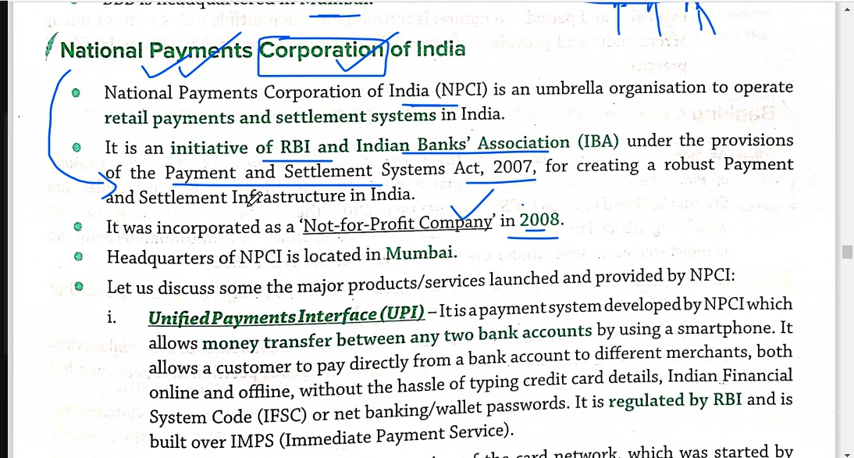 National Payments Corporation of India
National Payments Corporation of India (NPCI) is an umbrella organisation to operate
retail payments and settlement systems in India.
It is an initiative of RBI and Indian Banks' Association (IBA) under the provisions
of the Payment and Settlement Systems Act, 2007, for creating a robust Payment
and Settlement Infrastructure in India.
It was incorporated as a 'Not-for-Profit Company' in 2008.
Headquarters of NPCI is located in Mumbai.
Let us discuss some the major products/services launched and provided by NPCI:
i. Unified Payments Interface (UPI) – It is a payment system developed by NPCI which
allows money transfer between any two bank accounts by using a smartphone. It
allows a customer to pay directly from a bank account to different merchants, both
online and offline, without the hassle of typing credit card details, Indian Financial
System Code (IFSC) or net banking/wallet passwords. It is regulated by RBI and is
built over IMPS (Immediate Payment Service).
of the card network, which was started by